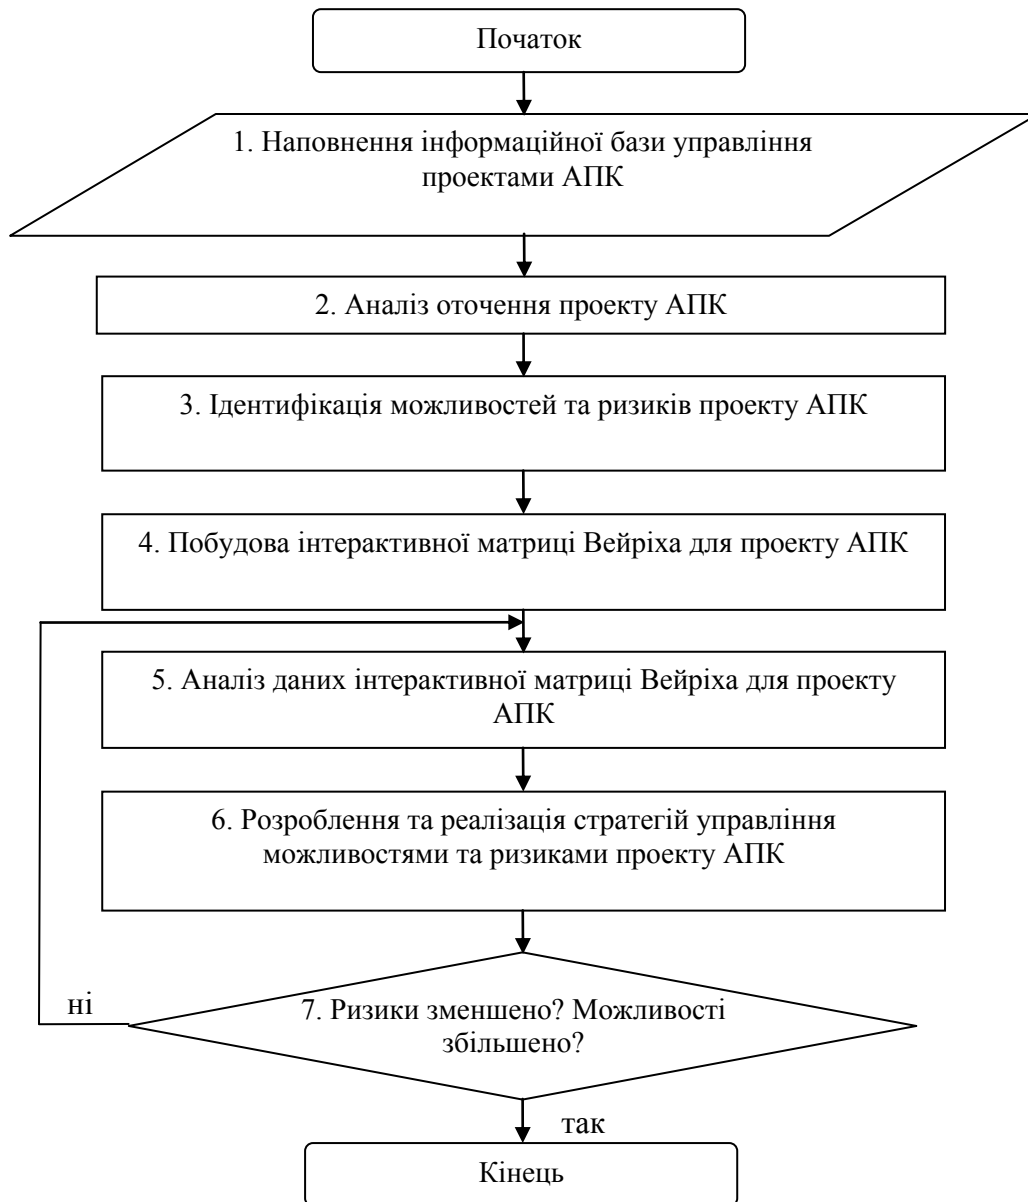 Початок
1. Наповнення інформаційної бази управління
проектами АПК
2. Аналіз оточення проекту АПК
3. Ідентифікація можливостей та ризиків проекту АПК
4. Побудова інтерактивної матриці Вейріха для проекту АПК
5. Аналіз даних інтерактивної матриці Вейріха для проекту
АПК
6. Розроблення та реалізація стратегій управління
можливостями та ризиками проекту АПК
ні
7. Ризики зменшено? Можливості
збільшено?
так
Кінець